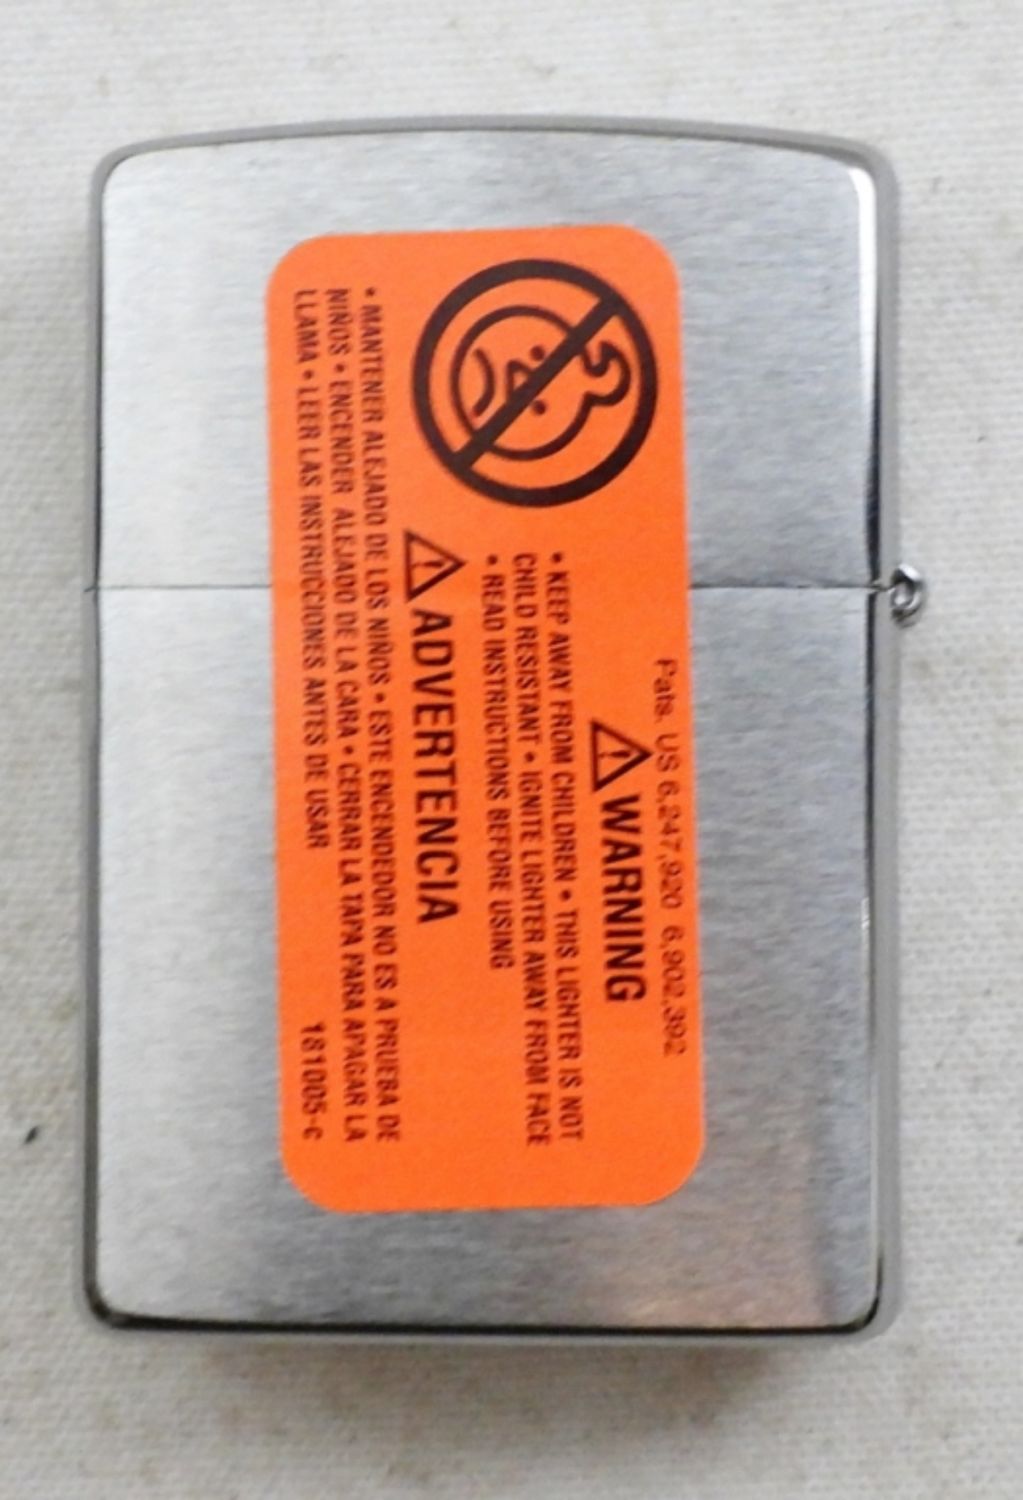 Pats. US 6,247,920 6,902,392
WARNING
• KEEP AWAY FROM CHILDREN • THIS LIGHTER IS NOT
CHILD RESISTANT • IGNITE LIGHTER AWAY FROM FACE
• READ INSTRUCTIONS BEFORE USING
ADVERTENCIA
• MANTENER ALEJADO DE LOS NIÑOS • ESTE ENCENDEDOR NO ES A PRUEBA DE
NIÑOS • ENCENDER ALEJADO DE LA CARA • CERRAR LA TAPA PARA APAGAR LA
LLAMA • LEER LAS INSTRUCCIONES ANTES DE USAR
181005-C